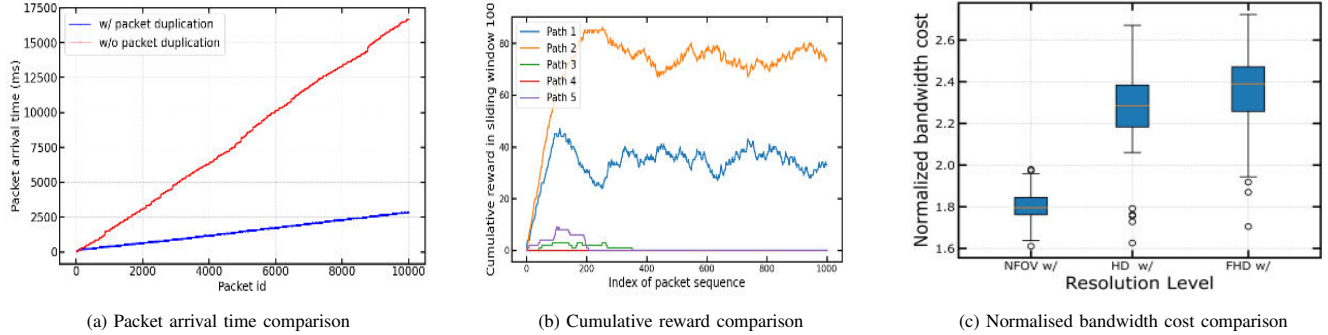 17500
15000
12500
10000
7500
5000
2500
0
Packet arrival time (ms)
w/ packet duplication
w/o packet duplication
0 2000 4000 6000 8000 10000
Packet id
(a) Packet arrival time comparison
Cumulative reward in sliding window 100
80
60
40
20
0
Path 1
Path 2
Path 3
Path 4
Path 5
0 200 400 600 800 1000
Index of packet sequence
(b) Cumulative reward comparison
Normalized bandwidth cost
2.6
2.4
2.2
2.0
1.8
1.6
NFOV w/ HD w/ FHD w/
Resolution Level
(c) Normalised bandwidth cost comparison